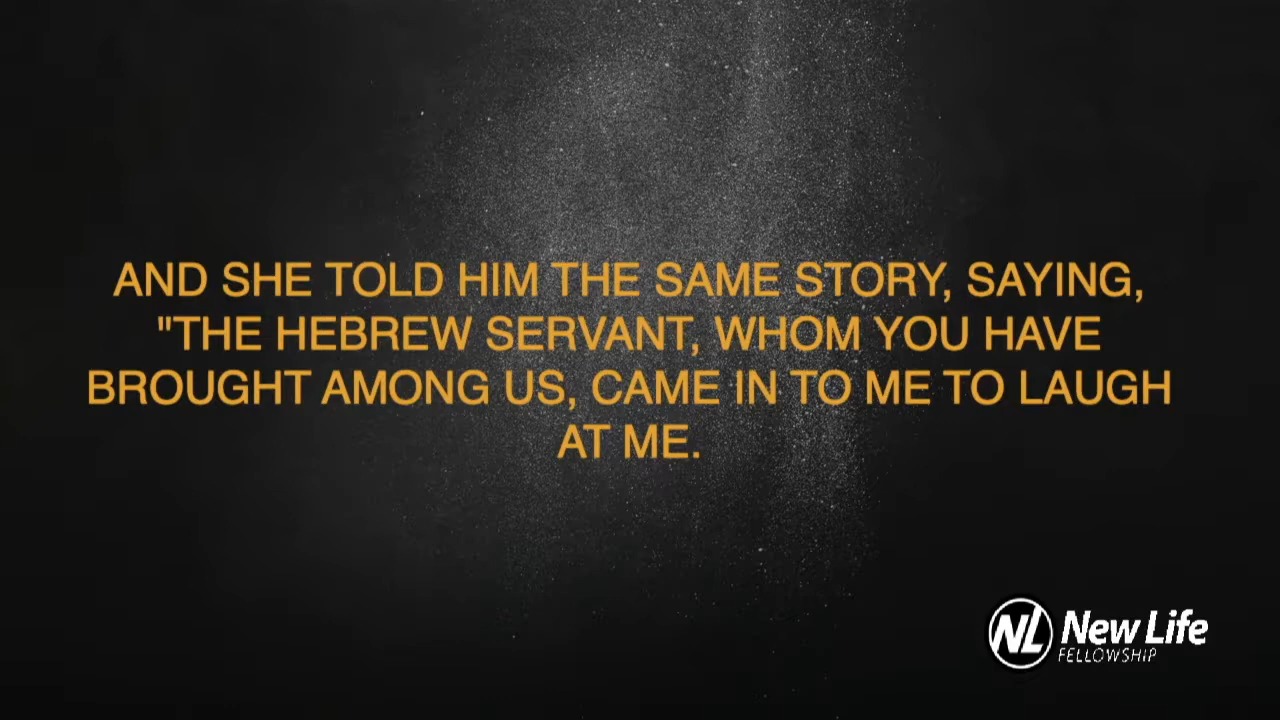 AND SHE TOLD HIM THE SAME STORY, SAYING,
"THE HEBREW SERVANT, WHOM YOU HAVE
BROUGHT AMONG US, CAME IN TO ME TO LAUGH
AT ME.
NL New Life
FELLOWSHIP